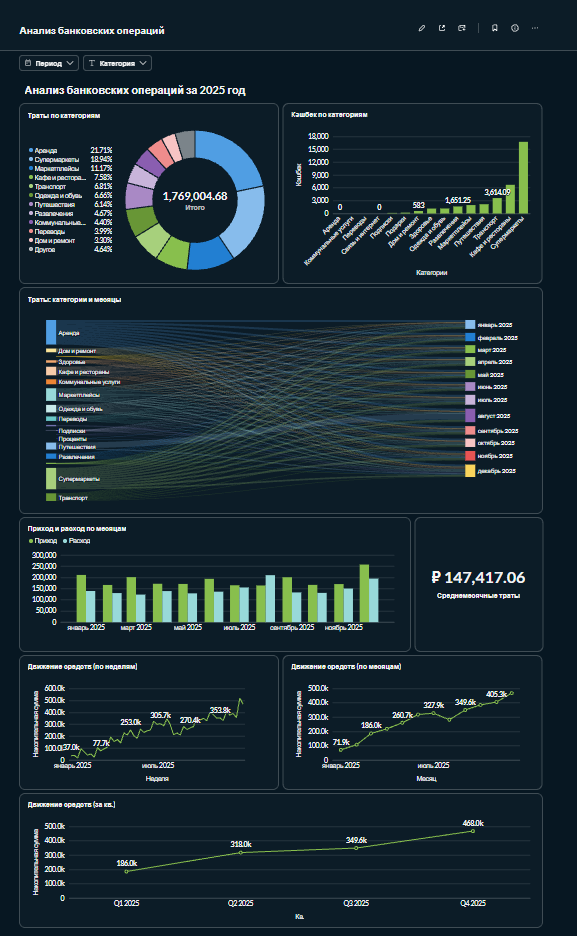 Анализ банковских операций
Период
Категория
Анализ банковских операций за 2025 год
Траты по категориям
Аренда 21.71%
Супермаркеты 18.94%
Маркетплейсы 11.17%
Кафе и рестора... 7.58%
Транспорт 6.81%
Одежда и обувь 6.66%
Путешествия 6.14%
Развлечения 4.67%
Коммунальные... 4.40%
Переводы 3.99%
Дом и ремонт 3.30%
Другое 4.64%
1,769,004.68
Итого
Кэшбек по категориям
Кэшбек
18,000
15,000
12,000
9,000
6,000
3,000
0
0
0
583
1,651.25
3,614.09
Аренда
Коммунальные услуги
Переводы
Связь и интернет
Подписки
Подарки
Дом и ремонт
Здоровье
Одежда и обувь
Развлечения
Маркетплейсы
Путешествия
Транспорт
Кафе и рестораны
Супермаркеты
Категории
Траты: категории и месяцы
Аренда
Дом и ремонт
Здоровье
Кафе и рестораны
Коммунальные услуги
Маркетплейсы
Одежда и обувь
Переводы
Подписки
Проценты
Путешествия
Развлечения
Супермаркеты
Транспорт
январь 2025
февраль 2025
март 2025
апрель 2025
май 2025
июнь 2025
июль 2025
август 2025
сентябрь 2025
октябрь 2025
ноябрь 2025
декабрь 2025
Приход и расход по месяцам
Приход Расход
300,000
250,000
200,000
150,000
100,000
50,000
0
январь 2025 март 2025 май 2025 июль 2025 сентябрь 2025 ноябрь 2025
₽ 147,417.06
Среднемесячные траты
Движение средств (по неделям)
Накопительная сумма
600.0k
500.0k
400.0k
300.0k
200.0k
100.0k
0
37.0k
77.7k
253.0k
305.7k
270.4k
353.8k
январь 2025 июль 2025
Неделя
Движение средств (по месяцам)
Накопительная сумма
500.0k
400.0k
300.0k
200.0k
100.0k
0
71.9k
186.0k
260.7k
327.9k
349.6k
405.3k
январь 2025 июль 2025
Месяц
Движение средств (за кв.)
Накопительная сумма
500.0k
400.0k
300.0k
200.0k
100.0k
0
186.0k
318.0k
349.6k
468.0k
Q1 2025 Q2 2025 Q3 2025 Q4 2025
Кв.